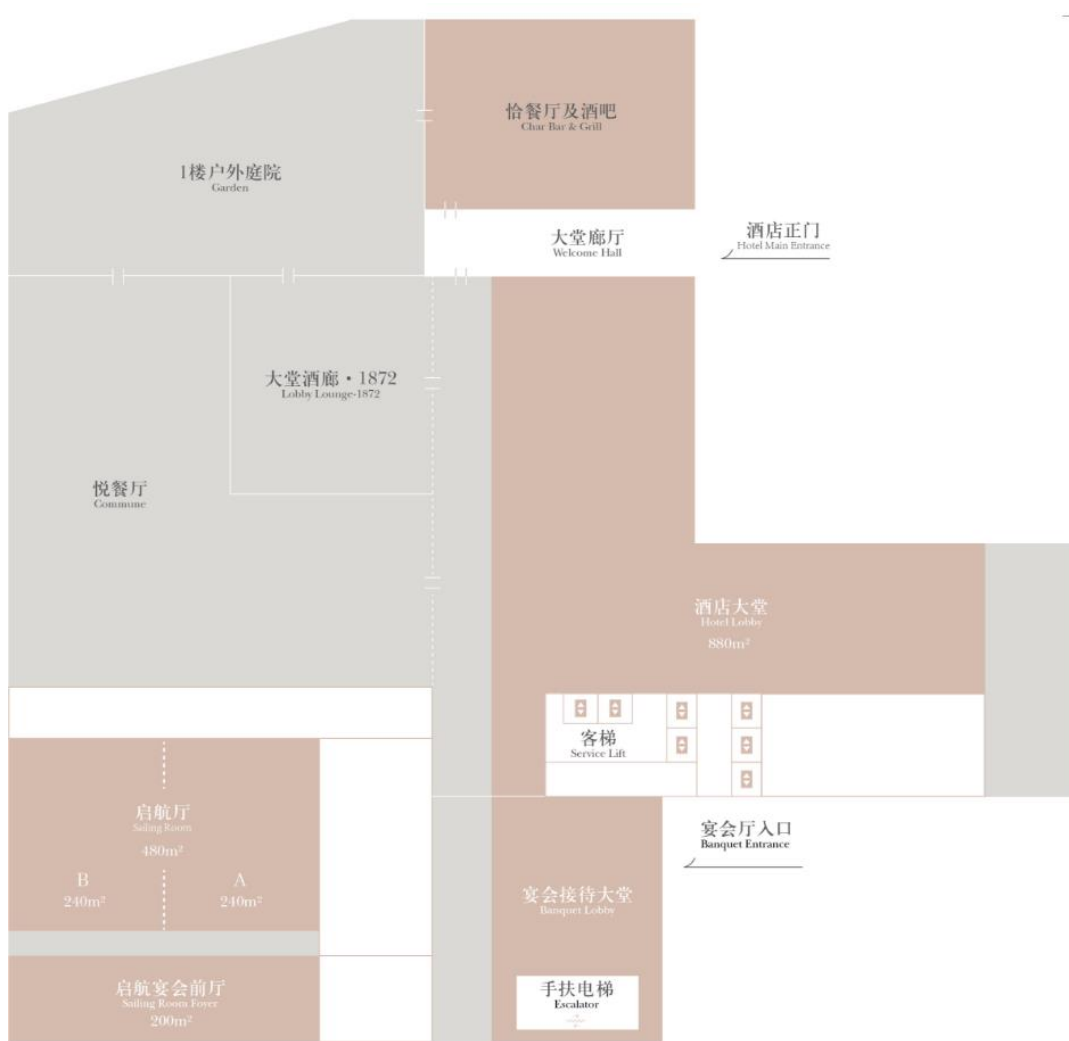 恰餐厅及酒吧
Char Bar & Grill
1楼户外庭院
Garden
大堂廊厅
Welcome Hall
酒店正门
Hotel Main Entrance
大堂酒廊·1872
Lobby Lounge-1872
悦餐厅
Commune
酒店大堂
Hotel Lobby
880m²
客梯
Service Lift
启航厅
Sailing Room
480m²
B
240m²
A
240m²
宴会厅入口
Banquet Entrance
宴会接待大堂
Banquet Lobby
启航宴会前厅
Sailing Room Foyer
200m²
手扶电梯
Escalator